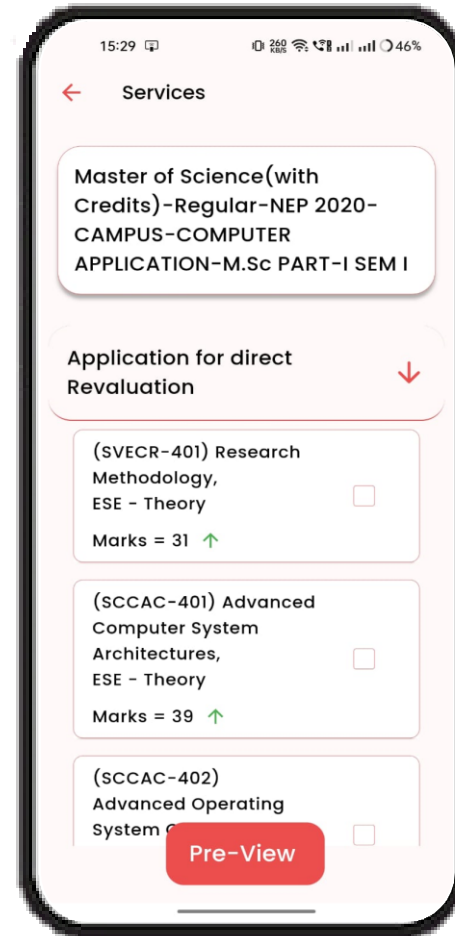 15:29 260 KB/S 46%
Services
Master of Science(with
Credits)-Regular-NEP 2020-
CAMPUS-COMPUTER
APPLICATION-M.Sc PART-I SEM I
Application for direct
Revaluation
(SVECR-401) Research
Methodology,
ESE - Theory
Marks = 31
(SCCAC-401) Advanced
Computer System
Architectures,
ESE - Theory
Marks = 39
(SCCAC-402)
Advanced Operating
System
Pre-View